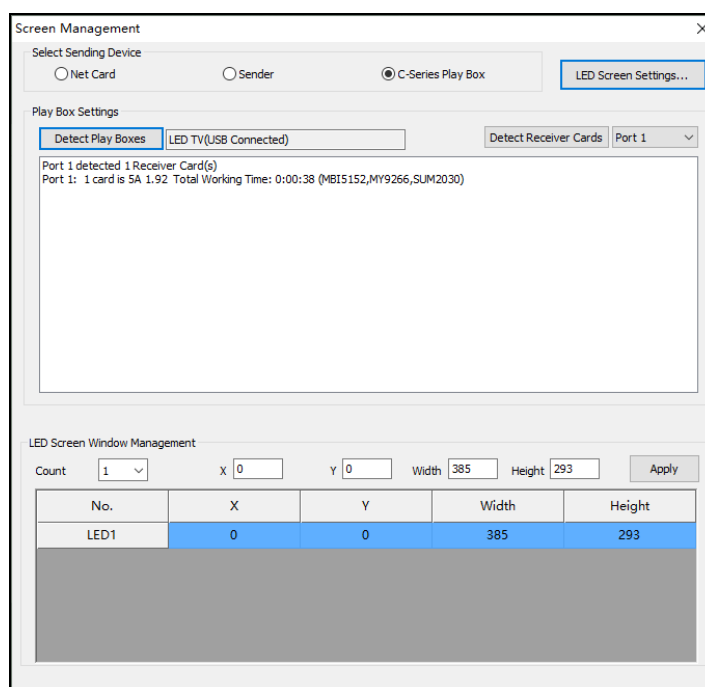 Screen Management
Select Sending Device
Net Card Sender C-Series Play Box LED Screen Settings...
Play Box Settings
Detect Play Boxes LED TV(USB Connected) Detect Receiver Cards Port 1
Port 1 detected 1 Receiver Card(s)
Port 1: 1 card is 5A 1.92 Total Working Time: 0:00:38 (MBI5152,MY9266,SUM2030)
LED Screen Window Management
Count 1 X 0 Y 0 Width 385 Height 293 Apply
No. X Y Width Height
LED1 0 0 385 293